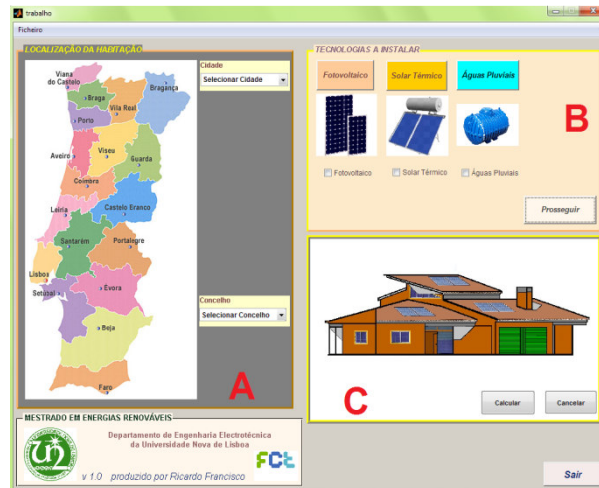 trabalho
Ficheiro
LOCALIZAÇÃO DA HABITAÇÃO
Viana do Castelo
Braga
Bragança
Vila Real
Porto
Aveiro
Viseu
Guarda
Coimbra
Leiria
Castelo Branco
Santarém
Portalegre
Lisboa
Setúbal
Évora
Beja
Faro
Cidade
Selecionar Cidade
Concelho
Selecionar Concelho
A
TECNOLOGIAS A INSTALAR
Fotovoltaico
Solar Térmico
Águas Pluviais
B
Fotovoltaico
Solar Térmico
Águas Pluviais
Prosseguir
C
Calcular
Cancelar
MESTRADO EM ENERGIAS RENOVÁVEIS
Departamento de Engenharia Electrotécnica
da Universidade Nova de Lisboa
FCt
v 1.0 produzido por Ricardo Francisco
Sair